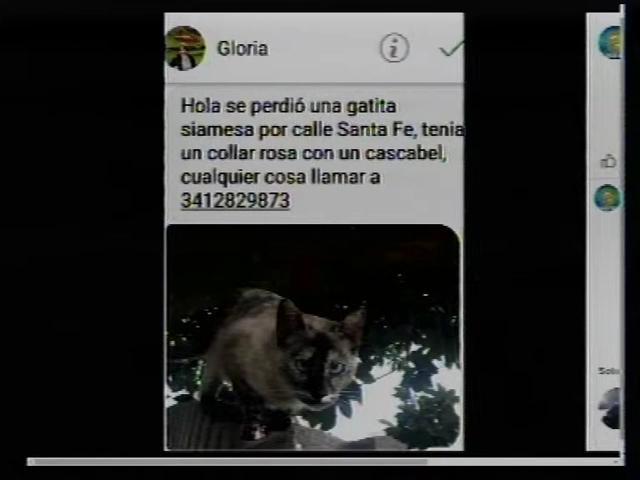 Gloria
Hola se perdió una gatita
siamesa por calle Santa Fe, tenia
un collar rosa con un cascabel,
cualquier cosa llamar a
3412829873